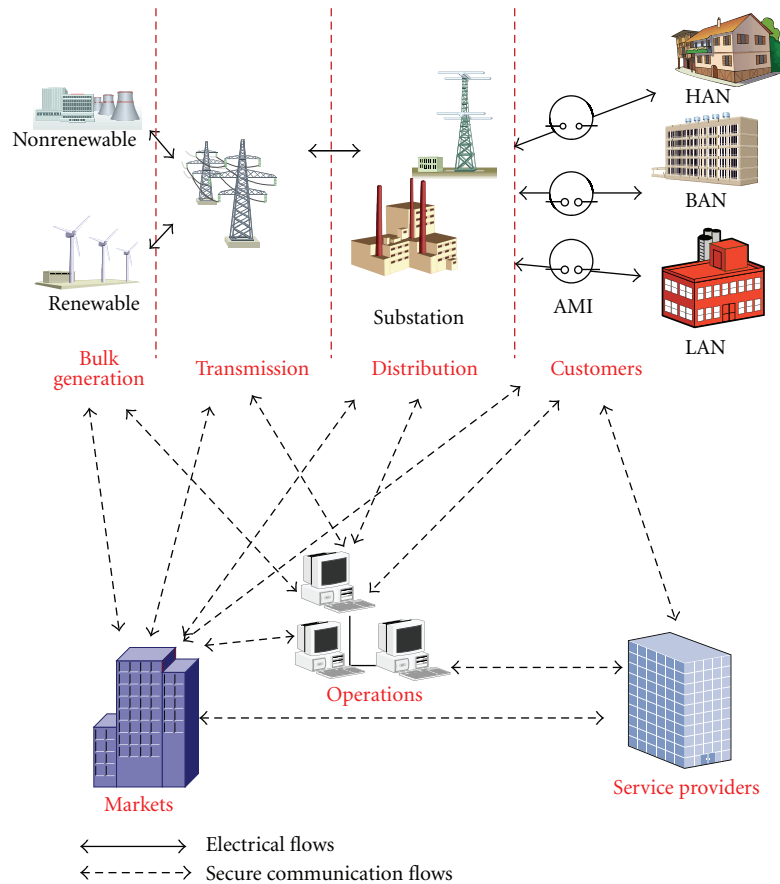 Nonrenewable
HAN
BAN
Renewable
Substation
AMI
LAN
Bulk
generation
Transmission
Distribution
Customers
Operations
Markets
Service providers
Electrical flows
Secure communication flows